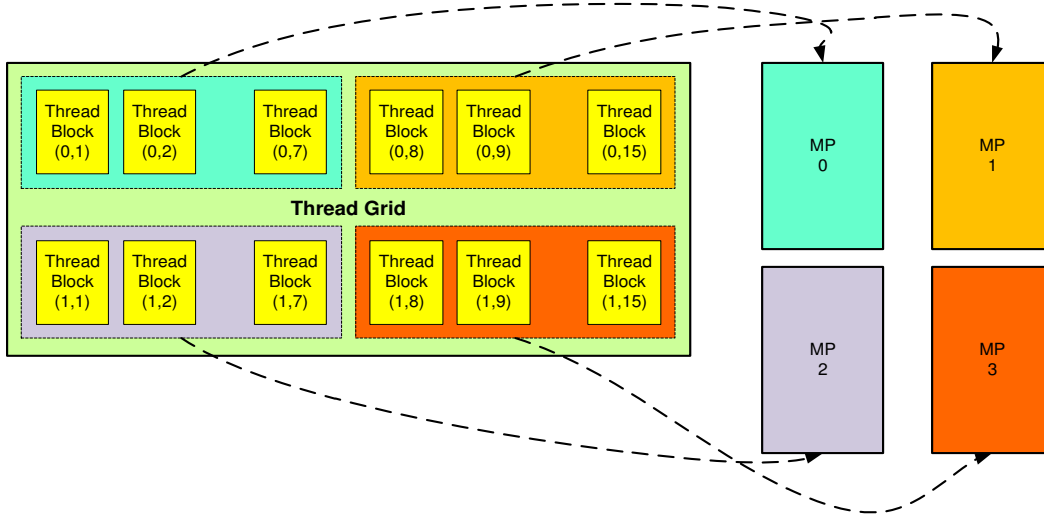 Thread
Block
(0,1)
Thread
Block
(0,2)
Thread
Block
(0,7)
Thread
Block
(0,8)
Thread
Block
(0,9)
Thread
Block
(0,15)
Thread Grid
Thread
Block
(1,1)
Thread
Block
(1,2)
Thread
Block
(1,7)
Thread
Block
(1,8)
Thread
Block
(1,9)
Thread
Block
(1,15)
MP
0
MP
1
MP
2
MP
3